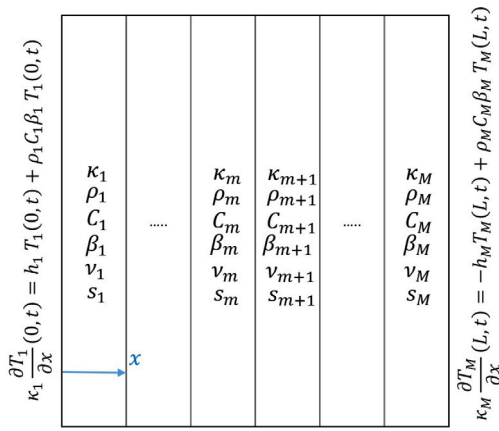 κ₁ ∂T₁/∂x (0, t) = h₁ T₁(0, t) + ρ₁C₁β₁ T₁(0, t)
κ₁
ρ₁
C₁
β₁
ν₁
s₁
.....
κₘ
ρₘ
Cₘ
βₘ
νₘ
sₘ
κₘ₊₁
ρₘ₊₁
Cₘ₊₁
βₘ₊₁
νₘ₊₁
sₘ₊₁
.....
κ_M
ρ_M
C_M
β_M
ν_M
s_M
x
κ_M ∂T_M/∂x (L, t) = −h_M T_M(L, t) + ρ_M C_M β_M T_M(L, t)